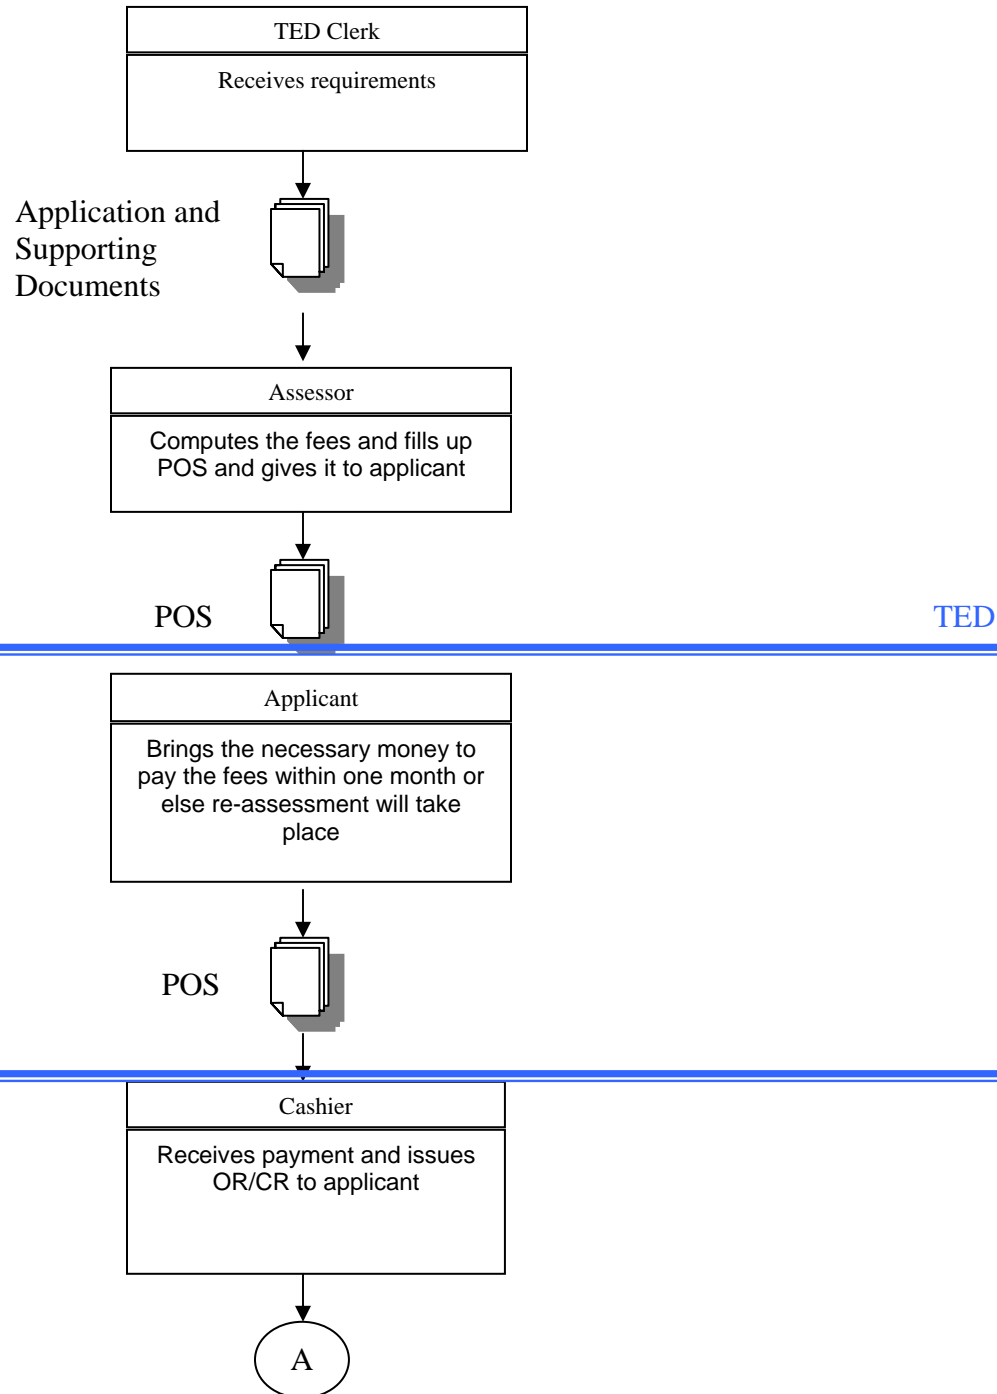 TED Clerk
Receives requirements
Application and
Supporting
Documents
Assessor
Computes the fees and fills up
POS and gives it to applicant
POS
TED
Applicant
Brings the necessary money to
pay the fees within one month or
else re-assessment will take
place
POS
Cashier
Receives payment and issues
OR/CR to applicant
A